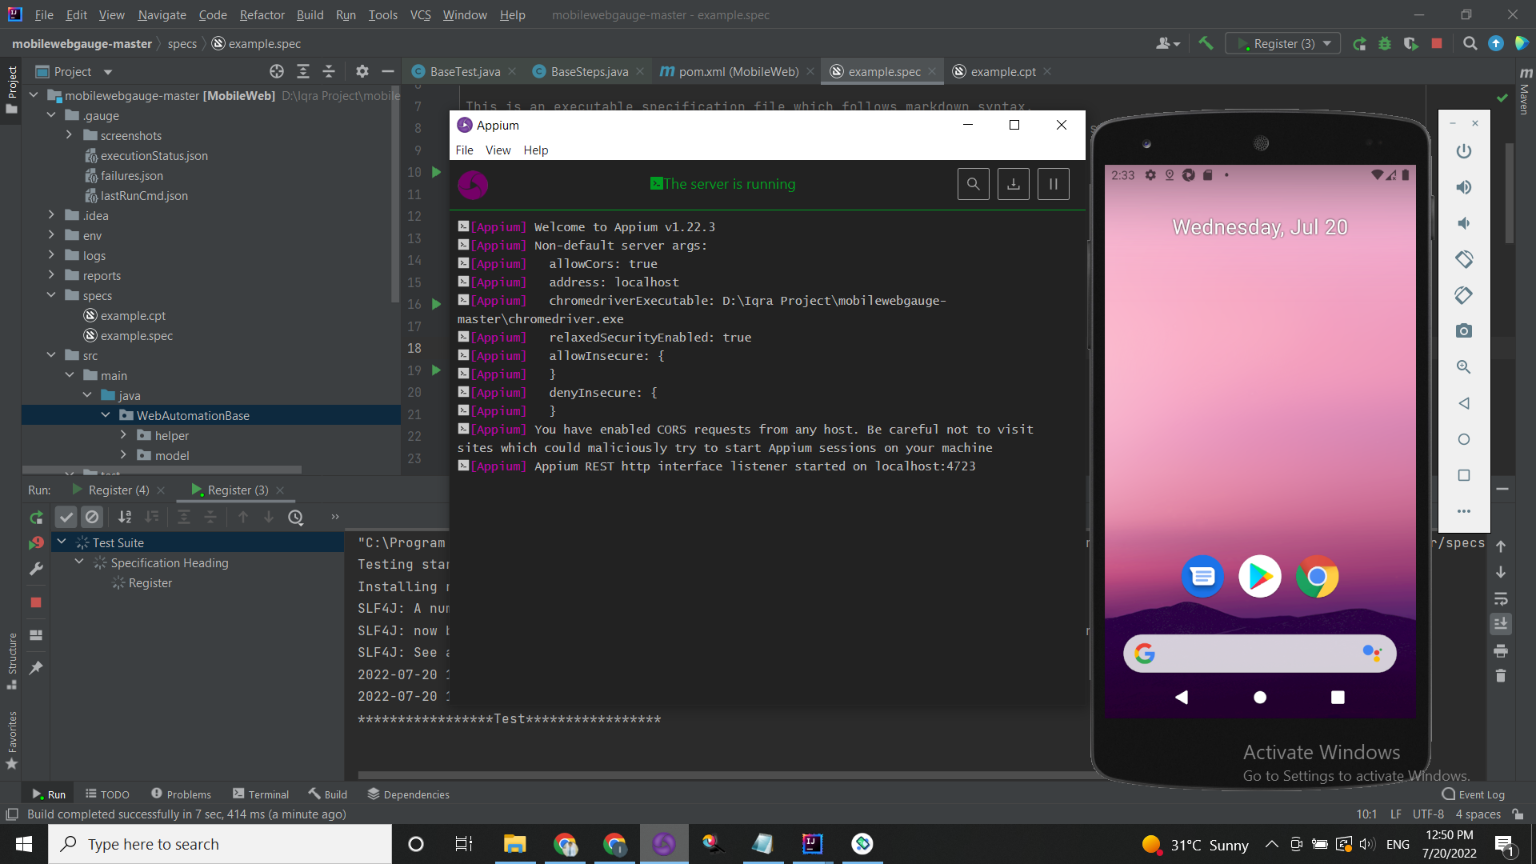 File Edit View Navigate Code Refactor Build Run Tools VCS Window Help mobilewebgauge-master - example.spec
mobilewebgauge-master specs example.spec Register (3)
Project
Project
BaseTest.java BaseSteps.java pom.xml (MobileWeb) example.spec example.cpt
Maven
mobilewebgauge-master [MobileWeb] D:\Iqra Project\mobile
.gauge
screenshots
executionStatus.json
failures.json
lastRunCmd.json
.idea
env
logs
reports
specs
example.cpt
example.spec
src
main
java
WebAutomationBase
helper
model
7 This is an executable specification file which follows markdown syntax.
8
9
10
11
12
13
14
15
16
17
18
19
20
21
22
23
Appium
File View Help
The server is running
[Appium] Welcome to Appium v1.22.3
[Appium] Non-default server args:
[Appium] allowCors: true
[Appium] address: localhost
[Appium] chromedriverExecutable: D:\Iqra Project\mobilewebgauge-
master\chromedriver.exe
[Appium] relaxedSecurityEnabled: true
[Appium] allowInsecure: {
[Appium] }
[Appium] denyInsecure: {
[Appium] }
[Appium] You have enabled CORS requests from any host. Be careful not to visit
sites which could maliciously try to start Appium sessions on your machine
[Appium] Appium REST http interface listener started on localhost:4723
2:33
Wednesday, Jul 20
Run: Register (4) Register (3)
Test Suite
Specification Heading
Register
"C:\Program
r/specs
Testing star
Installing
SLF4J: A num
SLF4J: now b
SLF4J: See a
2022-07-20 1
2022-07-20 1
*****************Test*****************
Structure
Favorites
Activate Windows
Go to Settings to activate Windows.
Run TODO Problems Terminal Build Dependencies Event Log
Build completed successfully in 7 sec, 414 ms (a minute ago) 10:1 LF UTF-8 4 spaces
Type here to search
31°C Sunny
ENG
12:50 PM
7/20/2022
1